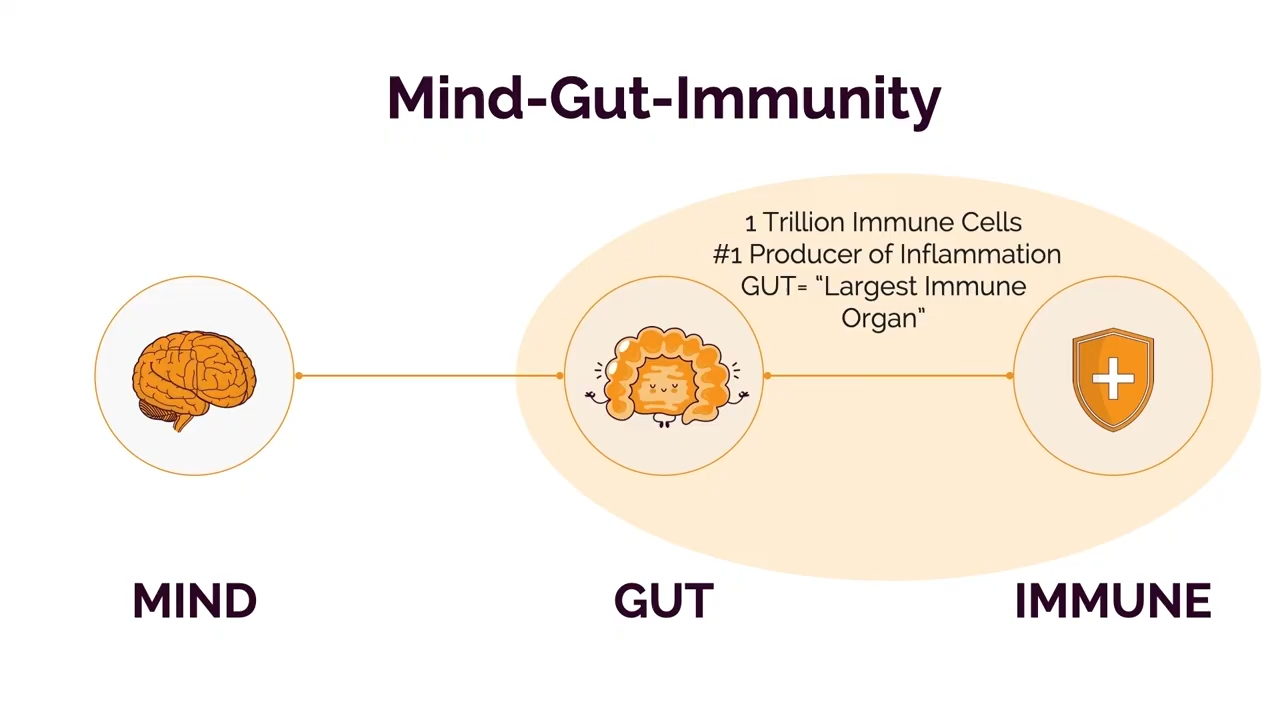 Mind-Gut-Immunity
1 Trillion Immune Cells
#1 Producer of Inflammation
GUT= “Largest Immune
Organ”
MIND
GUT
IMMUNE